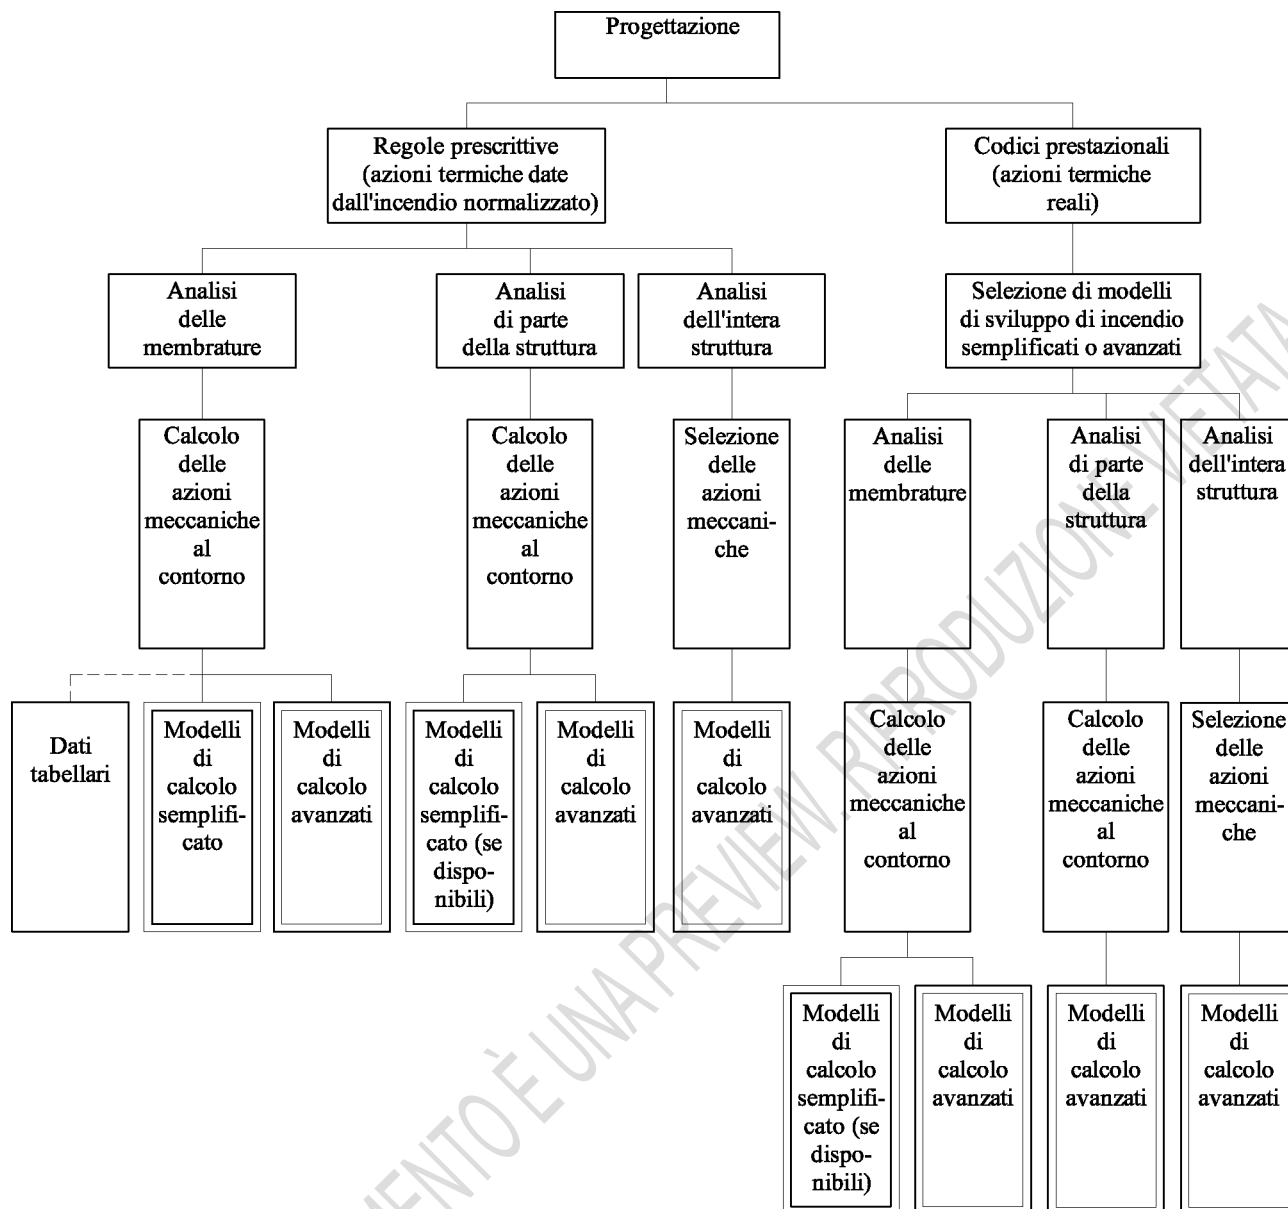 Progettazione
Regole prescrittive
(azioni termiche date
dall'incendio normalizzato)
Codici prestazionali
(azioni termiche
reali)
Analisi
delle
membrature
Analisi
di parte
della struttura
Analisi
dell'intera
struttura
Selezione di modelli
di sviluppo di incendio
semplificati o avanzati
Calcolo
delle
azioni
meccaniche
al
contorno
Calcolo
delle
azioni
meccaniche
al
contorno
Selezione
delle
azioni
meccani-
che
Analisi
delle
membrature
Analisi
di parte
della
struttura
Analisi
dell'intera
struttura
Dati
tabellari
Modelli
di
calcolo
semplifi-
cato
Modelli
di
calcolo
avanzati
Modelli
di
calcolo
semplifi-
cato (se
dispo-
nibili)
Modelli
di
calcolo
avanzati
Modelli
di
calcolo
avanzati
Calcolo
delle
azioni
meccaniche
al
contorno
Calcolo
delle
azioni
meccaniche
al
contorno
Selezione
delle
azioni
meccani-
che
Modelli
di
calcolo
semplifi-
cato (se
dispo-
nibili)
Modelli
di
calcolo
avanzati
Modelli
di
calcolo
avanzati
Modelli
di
calcolo
avanzati
È UNA PREVIEW. RIPRODUZIONE VIETATA